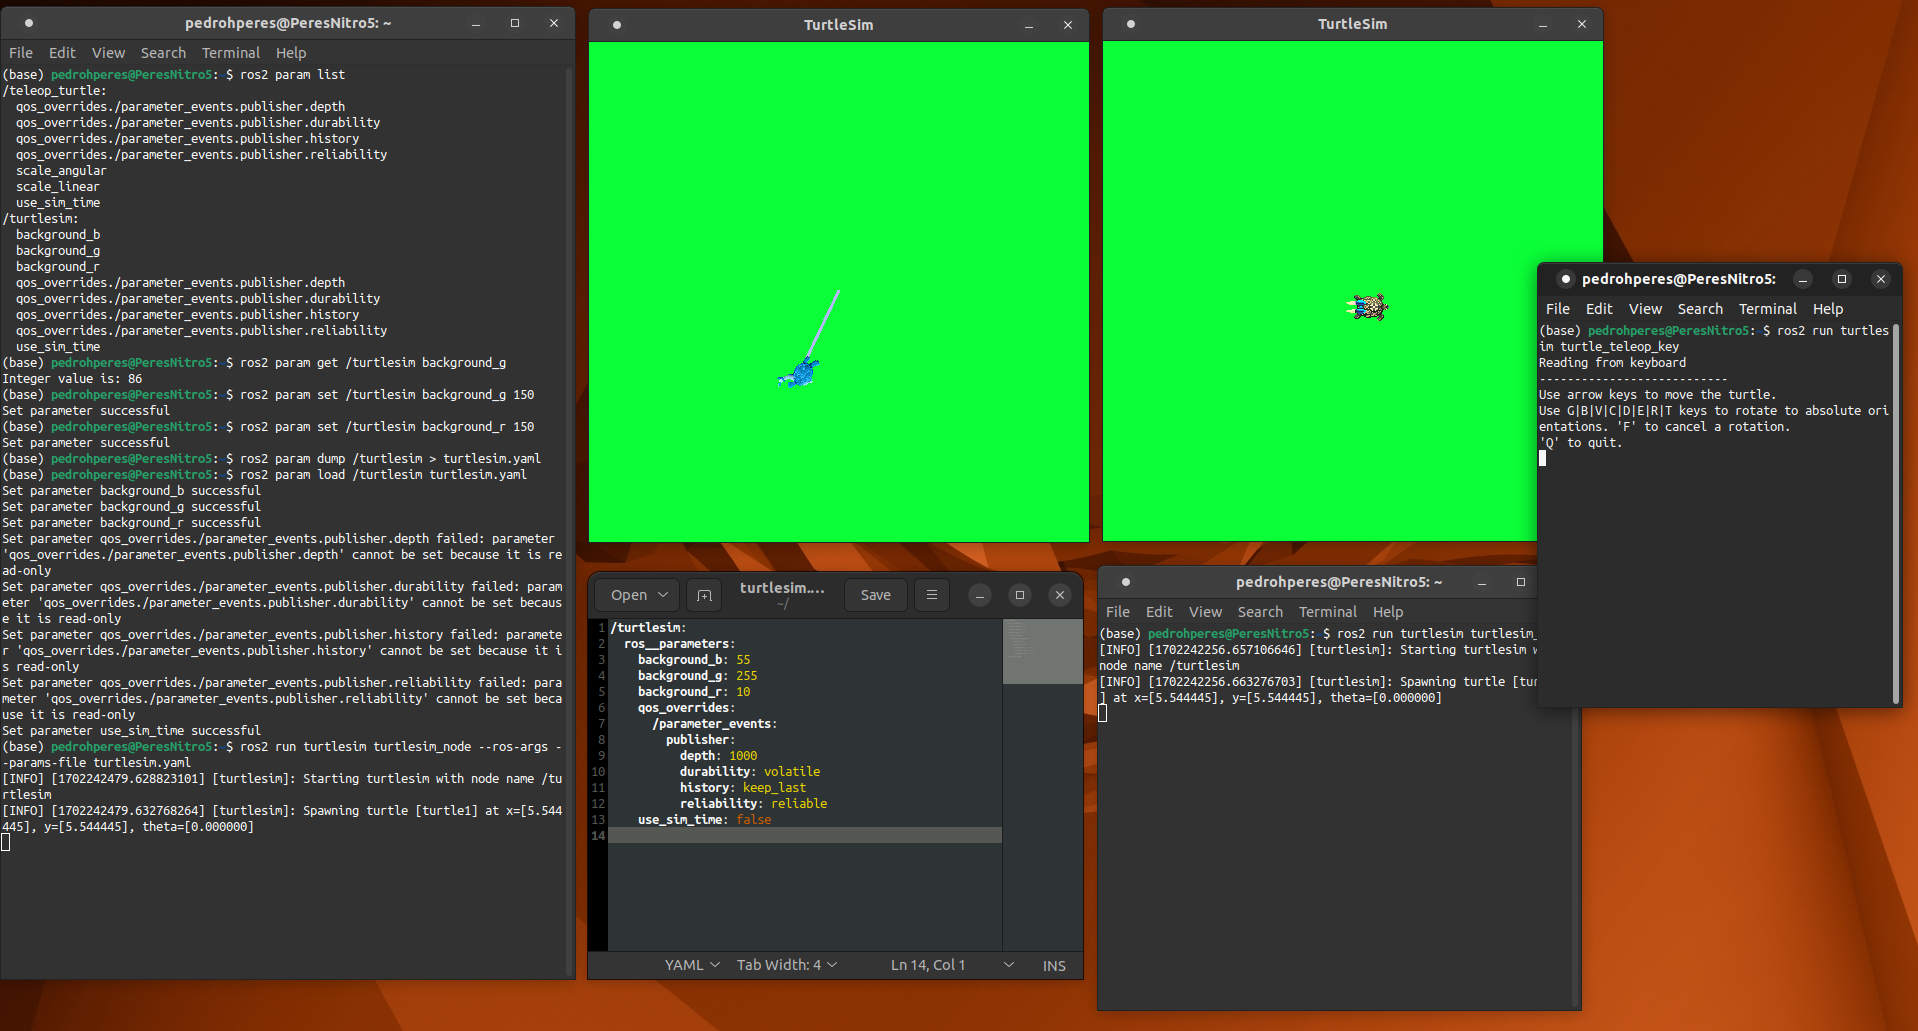 pedrohperes@PeresNitro5: ~
File Edit View Search Terminal Help
(base) pedrohperes@PeresNitro5: $ ros2 param list
/teleop_turtle:
  qos_overrides./parameter_events.publisher.depth
  qos_overrides./parameter_events.publisher.durability
  qos_overrides./parameter_events.publisher.history
  qos_overrides./parameter_events.publisher.reliability
  scale_angular
  scale_linear
  use_sim_time
/turtlesim:
  background_b
  background_g
  background_r
  qos_overrides./parameter_events.publisher.depth
  qos_overrides./parameter_events.publisher.durability
  qos_overrides./parameter_events.publisher.history
  qos_overrides./parameter_events.publisher.reliability
  use_sim_time
(base) pedrohperes@PeresNitro5: $ ros2 param get /turtlesim background_g
Integer value is: 86
(base) pedrohperes@PeresNitro5: $ ros2 param set /turtlesim background_g 150
Set parameter successful
(base) pedrohperes@PeresNitro5: $ ros2 param set /turtlesim background_r 150
Set parameter successful
(base) pedrohperes@PeresNitro5: $ ros2 param dump /turtlesim > turtlesim.yaml
(base) pedrohperes@PeresNitro5: $ ros2 param load /turtlesim turtlesim.yaml
Set parameter background_b successful
Set parameter background_g successful
Set parameter background_r successful
Set parameter qos_overrides./parameter_events.publisher.depth failed: parameter
'qos_overrides./parameter_events.publisher.depth' cannot be set because it is re
ad-only
Set parameter qos_overrides./parameter_events.publisher.durability failed: param
eter 'qos_overrides./parameter_events.publisher.durability' cannot be set becaus
e it is read-only
Set parameter qos_overrides./parameter_events.publisher.history failed: paramete
r 'qos_overrides./parameter_events.publisher.history' cannot be set because it i
s read-only
Set parameter qos_overrides./parameter_events.publisher.reliability failed: para
meter 'qos_overrides./parameter_events.publisher.reliability' cannot be set beca
use it is read-only
Set parameter use_sim_time successful
(base) pedrohperes@PeresNitro5: $ ros2 run turtlesim turtlesim_node --ros-args -
-params-file turtlesim.yaml
[INFO] [1702242479.628823101] [turtlesim]: Starting turtlesim with node name /tu
rtlesim
[INFO] [1702242479.632768264] [turtlesim]: Spawning turtle [turtle1] at x=[5.544
445], y=[5.544445], theta=[0.000000]
TurtleSim
TurtleSim
pedrohperes@PeresNitro5:
File Edit View Search Terminal Help
(base) pedrohperes@PeresNitro5:~$ ros2 run turtles
im turtle_teleop_key
Reading from keyboard
---------------------------
Use arrow keys to move the turtle.
Use G|B|V|C|D|E|R|T keys to rotate to absolute ori
entations. 'F' to cancel a rotation.
'Q' to quit.
Open turtlesim.... Save
~/
1 /turtlesim:
2   ros__parameters:
3     background_b: 55
4     background_g: 255
5     background_r: 10
6     qos_overrides:
7       /parameter_events:
8         publisher:
9           depth: 1000
10           durability: volatile
11           history: keep_last
12           reliability: reliable
13     use_sim_time: false
14
YAML Tab Width: 4 Ln 14, Col 1 INS
pedrohperes@PeresNitro5: ~
File Edit View Search Terminal Help
(base) pedrohperes@PeresNitro5:~$ ros2 run turtlesim turtlesim_
[INFO] [1702242256.657106646] [turtlesim]: Starting turtlesim w
node name /turtlesim
[INFO] [1702242256.663276703] [turtlesim]: Spawning turtle [tur
] at x=[5.544445], y=[5.544445], theta=[0.000000]